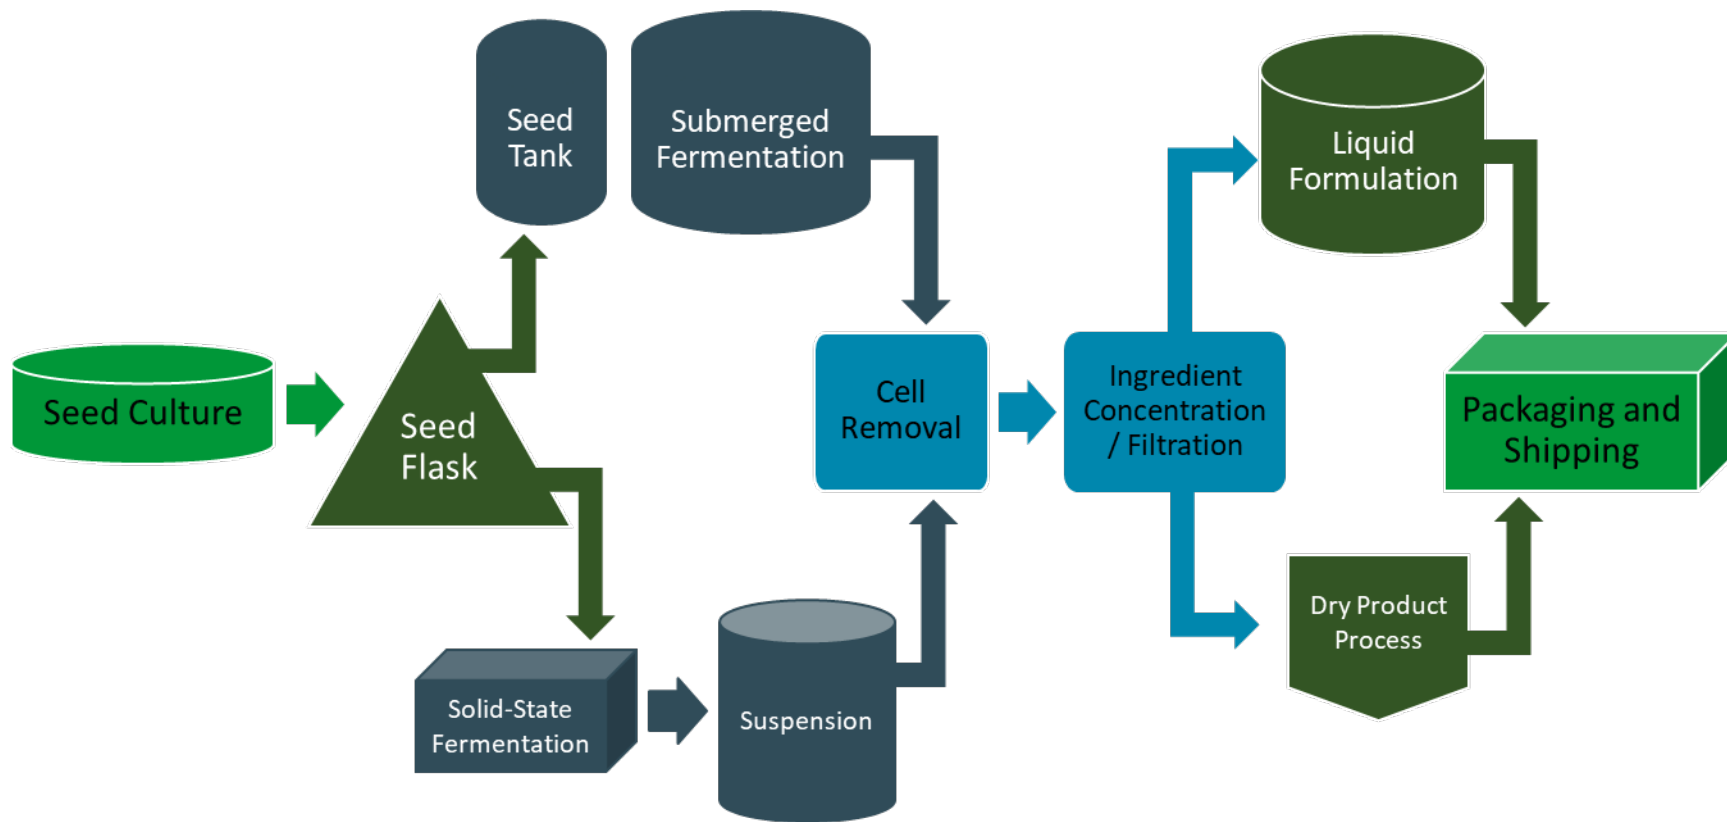 Seed
Tank
Submerged
Fermentation
Liquid
Formulation
Seed Culture
Seed
Flask
Cell
Removal
Ingredient
Concentration
/ Filtration
Packaging and
Shipping
Solid-State
Fermentation
Suspension
Dry Product
Process